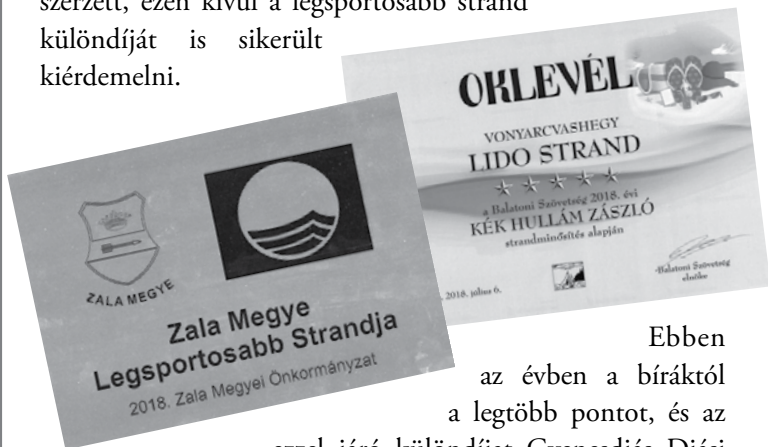 szerzett, ezen kívül a legsportosabb strand
különdíját is sikerült
kiérdemelni.
OKLEVÉL
VONYARCVASHEGY
LIDO STRAND
a Balatoni Szövetség 2018. évi
KÉK HULLÁM ZÁSZLÓ
strandminősítés alapján
2018. július 6.
Balatoni Szövetség
elnöke
ZALA MEGYE
Zala Megye
Legsportosabb Strandja
2018. Zala Megyei Önkormányzat
Ebben
az évben a bíráktól
a legtöbb pontot, és az